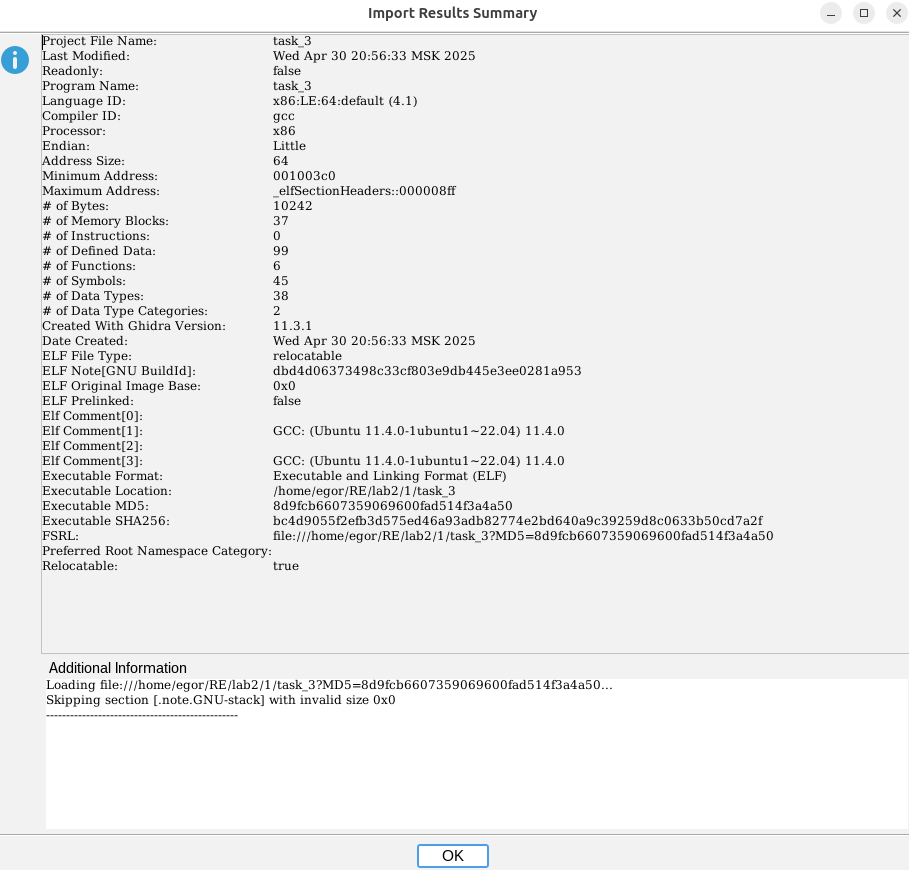 Import Results Summary
Project File Name: task_3
Last Modified: Wed Apr 30 20:56:33 MSK 2025
Readonly: false
Program Name: task_3
Language ID: x86:LE:64:default (4.1)
Compiler ID: gcc
Processor: x86
Endian: Little
Address Size: 64
Minimum Address: 001003c0
Maximum Address: _elfSectionHeaders::000008ff
# of Bytes: 10242
# of Memory Blocks: 37
# of Instructions: 0
# of Defined Data: 99
# of Functions: 6
# of Symbols: 45
# of Data Types: 38
# of Data Type Categories: 2
Created With Ghidra Version: 11.3.1
Date Created: Wed Apr 30 20:56:33 MSK 2025
ELF File Type: relocatable
ELF Note[GNU BuildId]: dbd4d06373498c33cf803e9db445e3ee0281a953
ELF Original Image Base: 0x0
ELF Prelinked: false
Elf Comment[0]:
Elf Comment[1]: GCC: (Ubuntu 11.4.0-1ubuntu1~22.04) 11.4.0
Elf Comment[2]:
Elf Comment[3]: GCC: (Ubuntu 11.4.0-1ubuntu1~22.04) 11.4.0
Executable Format: Executable and Linking Format (ELF)
Executable Location: /home/egor/RE/lab2/1/task_3
Executable MD5: 8d9fcb6607359069600fad514f3a4a50
Executable SHA256: bc4d9055f2efb3d575ed46a93adb82774e2bd640a9c39259d8c0633b50cd7a2f
FSRL: file:///home/egor/RE/lab2/1/task_3?MD5=8d9fcb6607359069600fad514f3a4a50
Preferred Root Namespace Category:
Relocatable: true
Additional Information
Loading file:///home/egor/RE/lab2/1/task_3?MD5=8d9fcb6607359069600fad514f3a4a50...
Skipping section [.note.GNU-stack] with invalid size 0x0
------------------------------------------------
OK